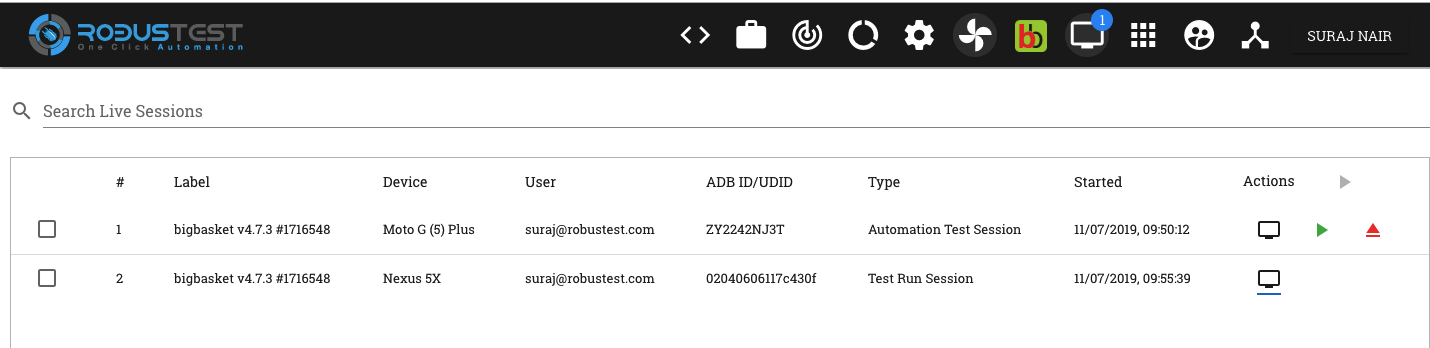 ROBUSTEST
One Click Automation
bb
1
SURAJ NAIR
Search Live Sessions
# Label Device User ADB ID/UDID Type Started Actions
1 bigbasket v4.7.3 #1716548 Moto G (5) Plus suraj@robustest.com ZY2242NJ3T Automation Test Session 11/07/2019, 09:50:12
2 bigbasket v4.7.3 #1716548 Nexus 5X suraj@robustest.com 02040606117c430f Test Run Session 11/07/2019, 09:55:39